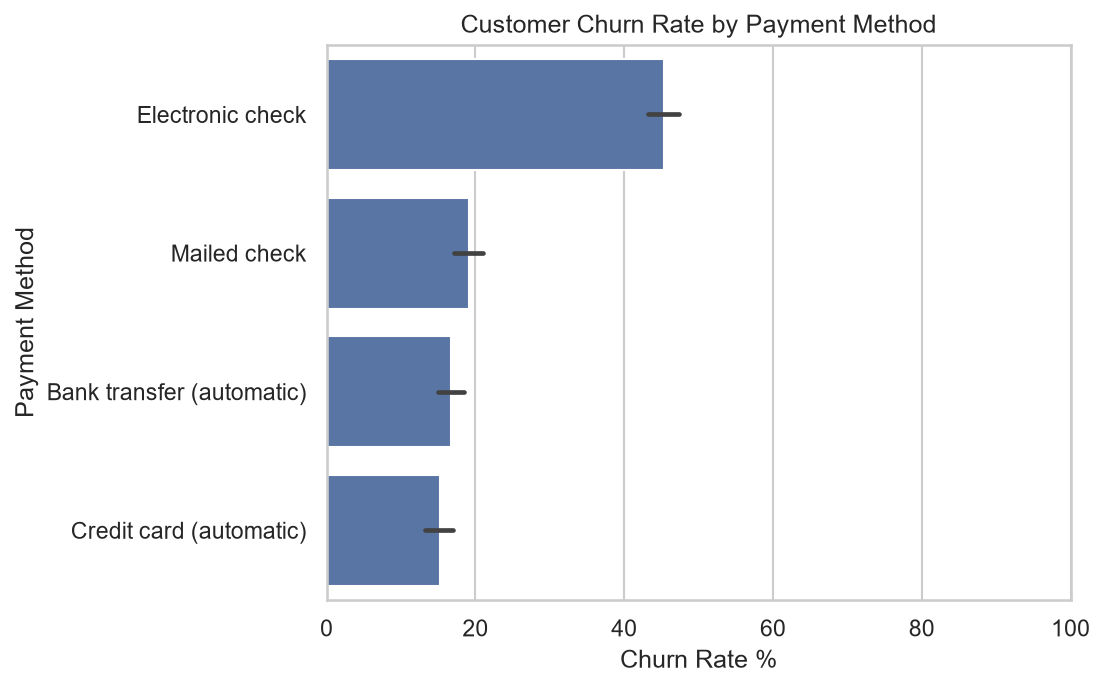 Customer Churn Rate by Payment Method
Payment Method
Electronic check
Mailed check
Bank transfer (automatic)
Credit card (automatic)
0 20 40 60 80 100
Churn Rate %